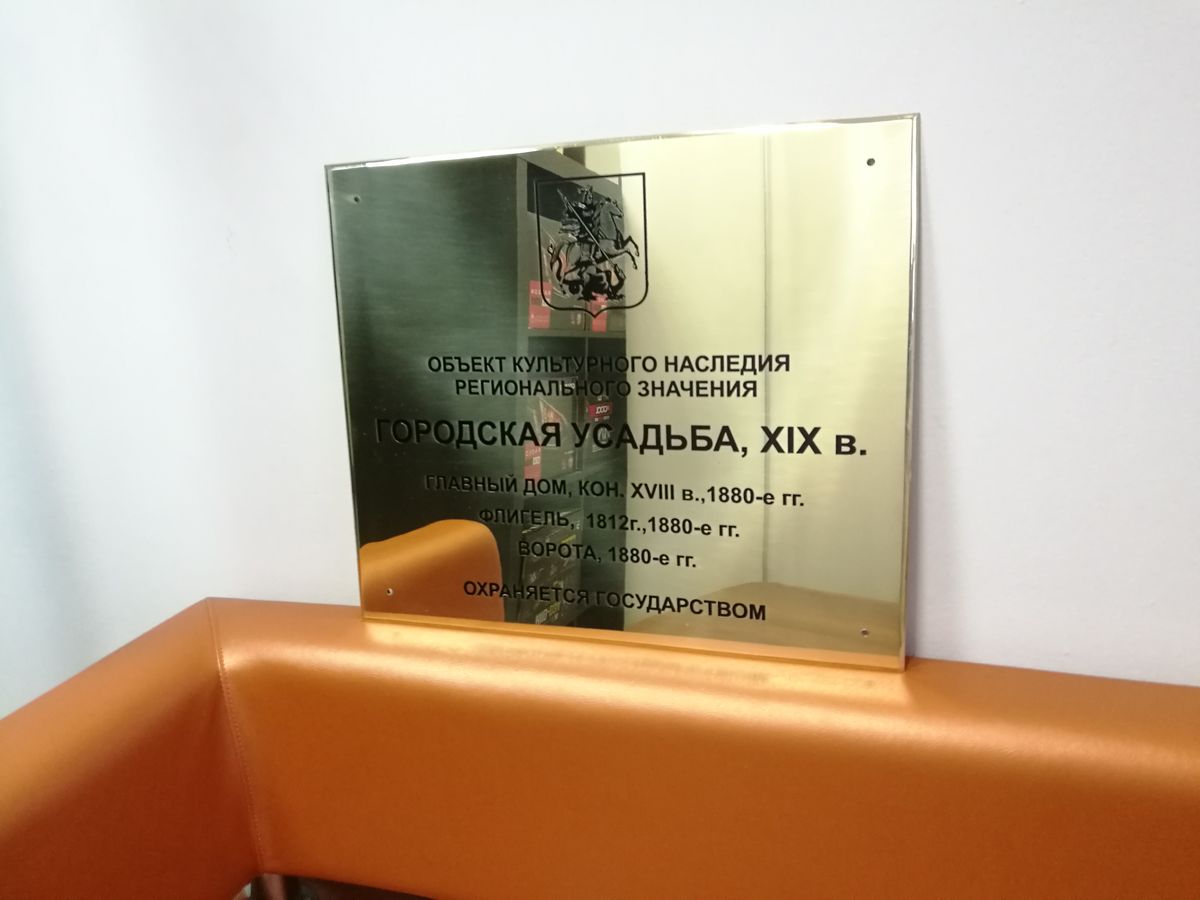 ОБЪЕКТ КУЛЬТУРНОГО НАСЛЕДИЯ
РЕГИОНАЛЬНОГО ЗНАЧЕНИЯ
ГОРОДСКАЯ УСАДЬБА, XIX в.
ГЛАВНЫЙ ДОМ, КОН. XVIII в.,1880-е гг.
ФЛИГЕЛЬ, 1812г.,1880-е гг.
ВОРОТА, 1880-е гг.
ОХРАНЯЕТСЯ ГОСУДАРСТВОМ